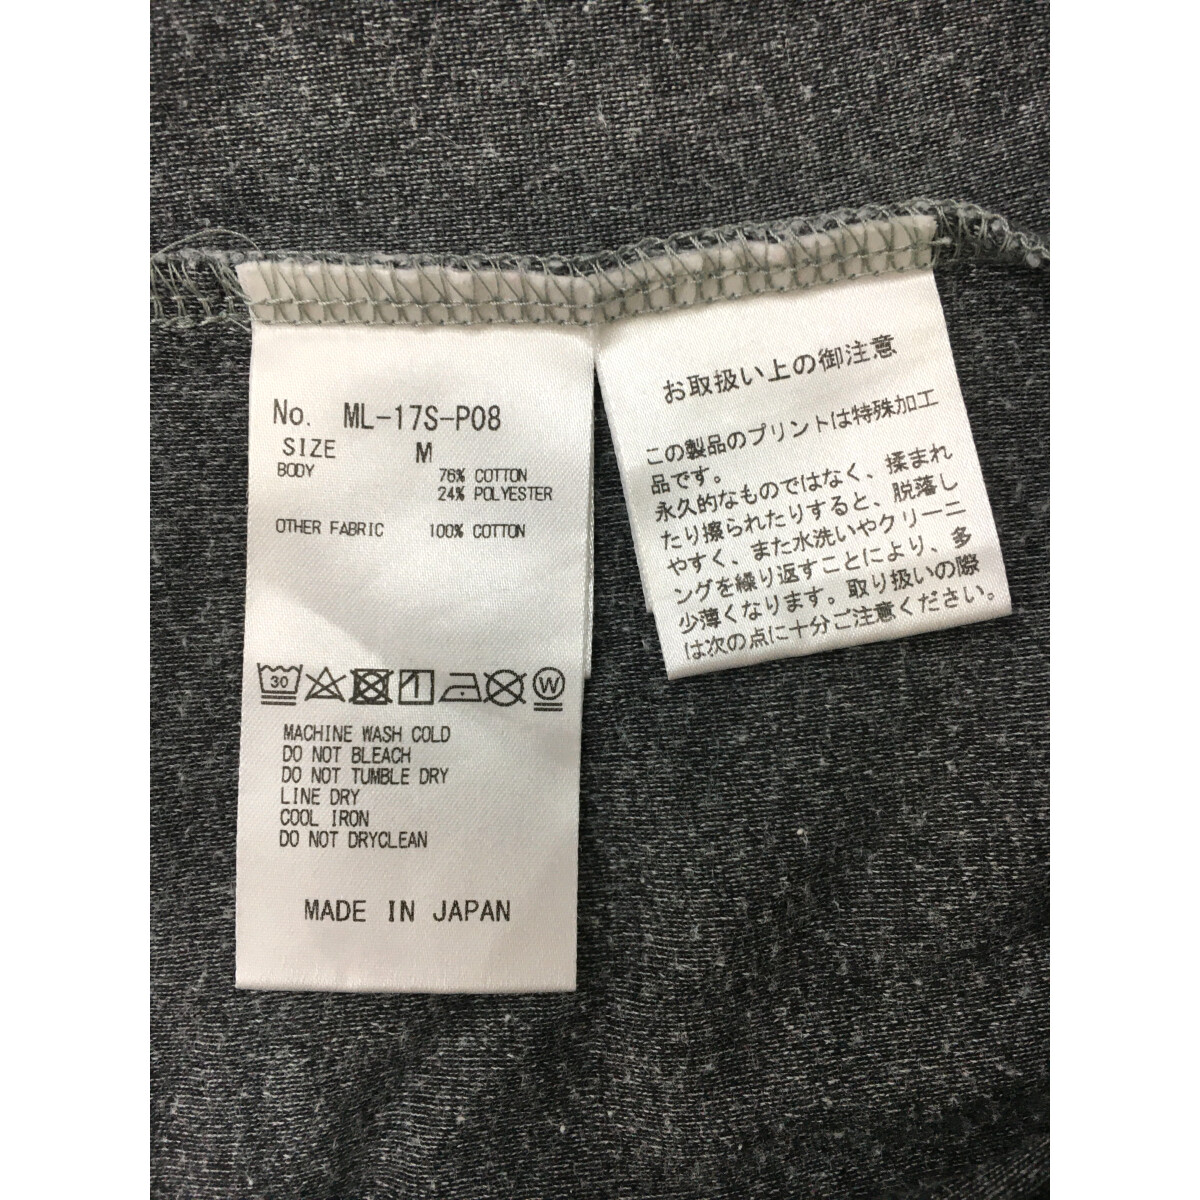 No. ML-17S-P08
SIZE M
BODY 76% COTTON
24% POLYESTER
OTHER FABRIC 100% COTTON
30 W
MACHINE WASH COLD
DO NOT BLEACH
DO NOT TUMBLE DRY
LINE DRY
COOL IRON
DO NOT DRYCLEAN
MADE IN JAPAN
お取扱い上の御注意
この製品のプリントは特殊加工
品です。
永久的なものではなく、揉まれ
たり擦られたりすると、脱落し
やすく、また水洗いやクリーニ
ングを繰り返すことにより、多
少薄くなります。取り扱いの際
は次の点に十分ご注意ください。